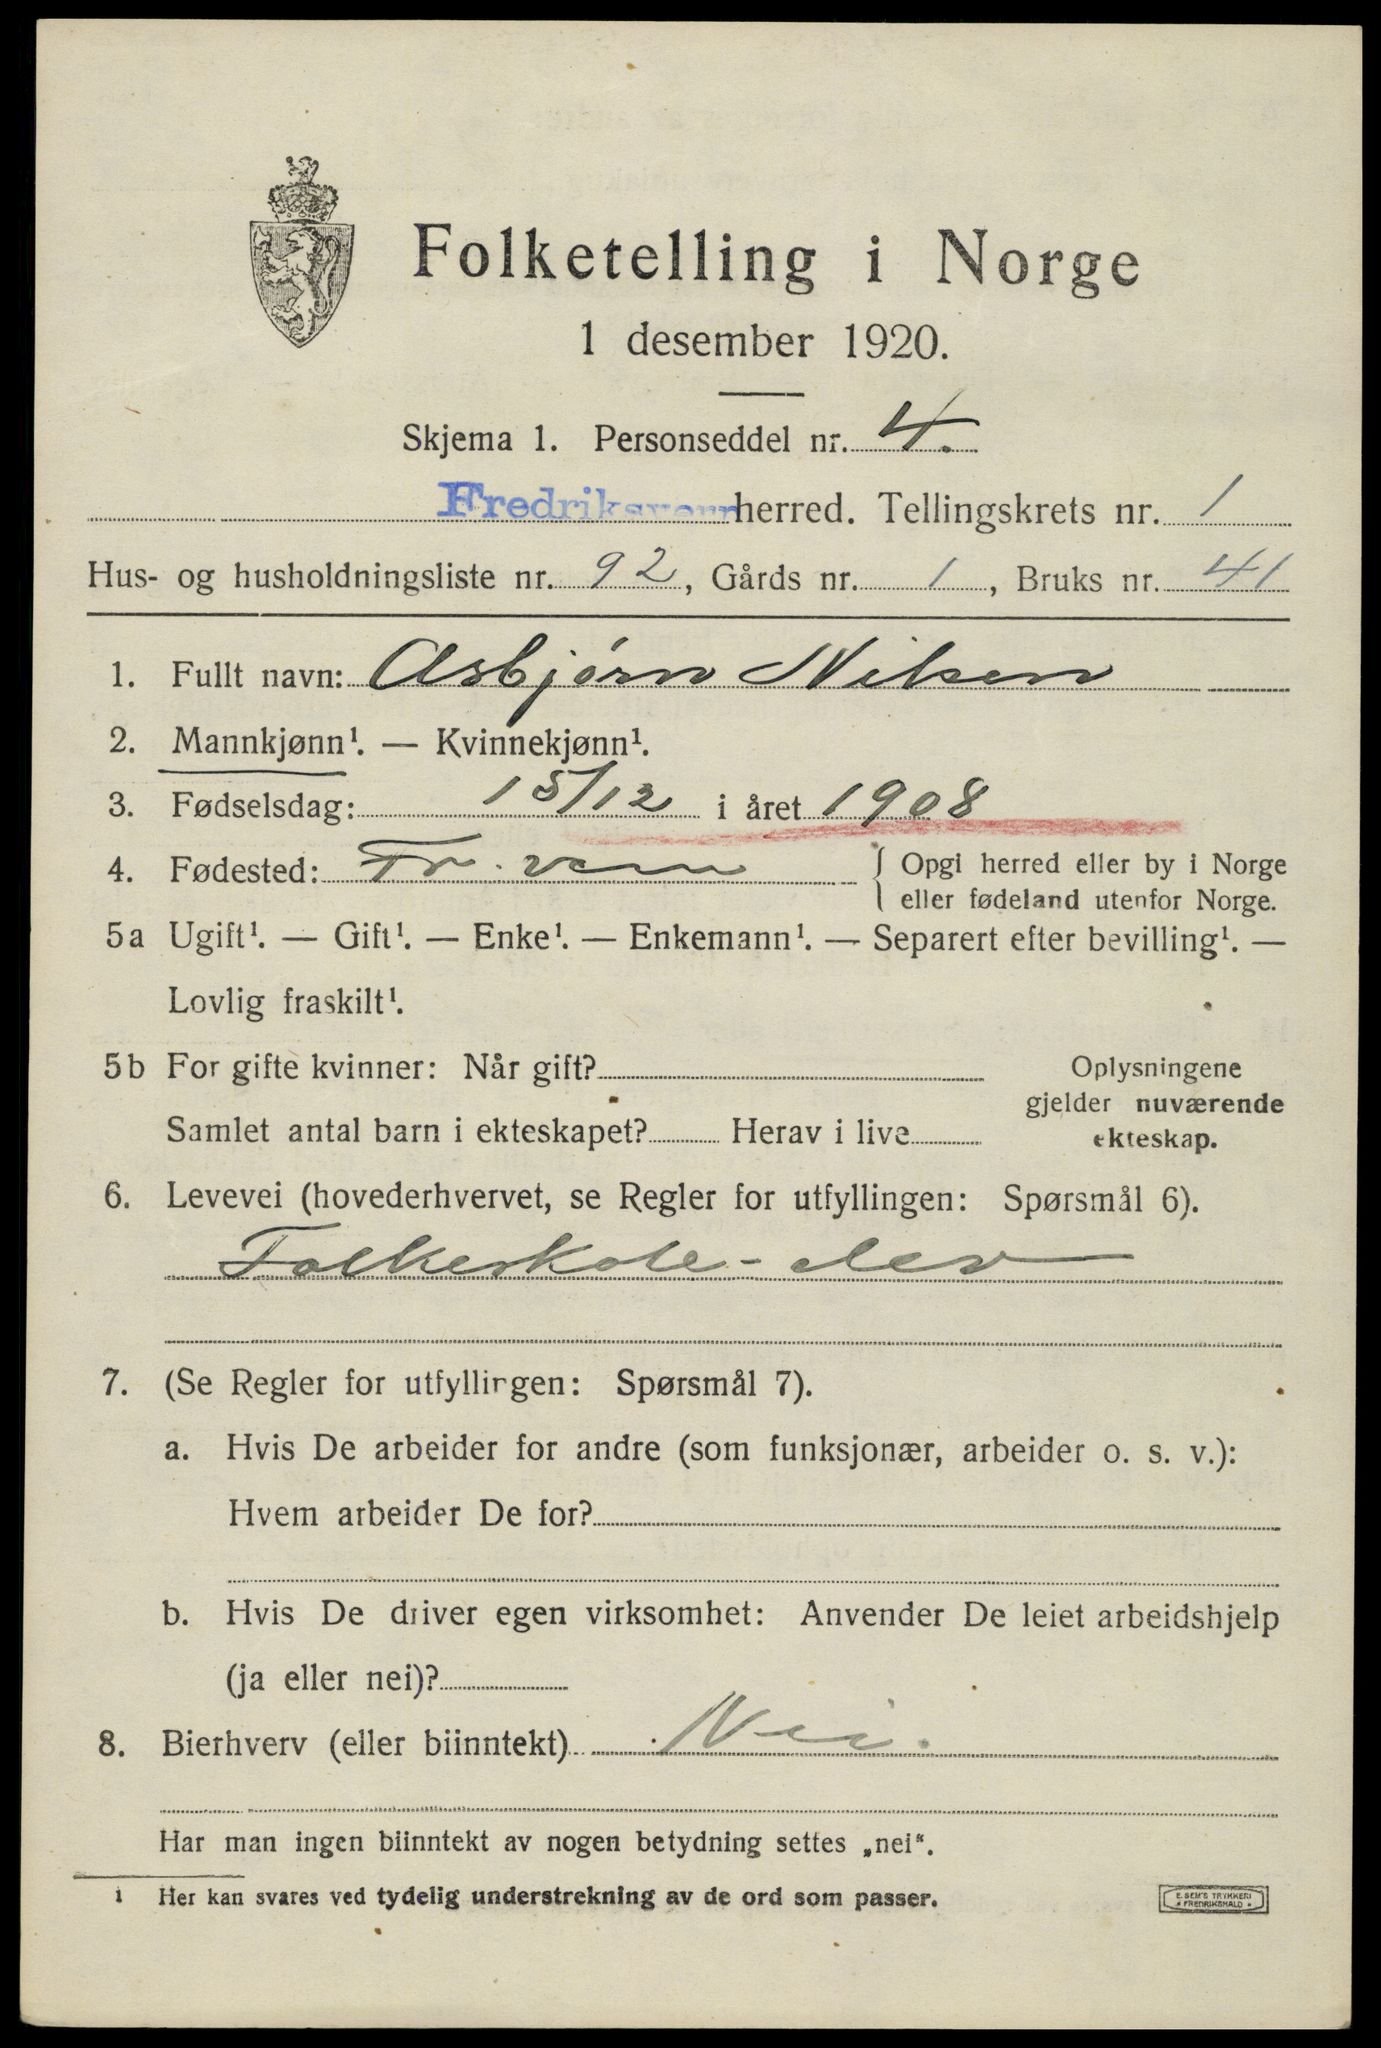 Folketelling i Norge
1 desember 1920.
Skjema 1. Personseddel nr. 4.
Fredriksvern herred. Tellingskrets nr. 1
Hus- og husholdningsliste nr. 92, Gårds nr. 1, Bruks nr. 41
1. Fullt navn: Asbjørn Nilsen
2. Mannkjønn¹. — Kvinnekjønn¹.
3. Fødselsdag: 15/12 i året 1908
4. Fødested: Fr. vern { Opgi herred eller by i Norge
eller fødeland utenfor Norge.
5a Ugift¹. — Gift¹. — Enke¹. — Enkemann¹. — Separert efter bevilling¹. —
Lovlig fraskilt¹.
5b For gifte kvinner: Når gift?
Samlet antal barn i ekteskapet? Herav i live
Oplysningene
gjelder nuværende
ekteskap.
6. Levevei (hovederhvervet, se Regler for utfyllingen: Spørsmål 6).
Folkeskole-elev
7. (Se Regler for utfyllingen: Spørsmål 7).
a. Hvis De arbeider for andre (som funksjonær, arbeider o. s. v.):
Hvem arbeider De for?
b. Hvis De driver egen virksomhet: Anvender De leiet arbeidshjelp
(ja eller nei)?
8. Bierhverv (eller biinntekt) Nei.
Har man ingen biinntekt av nogen betydning settes „nei“.
1 Her kan svares ved tydelig understrekning av de ord som passer.
E. SEM'S TRYKKERI
• FREDRIKSHALD •